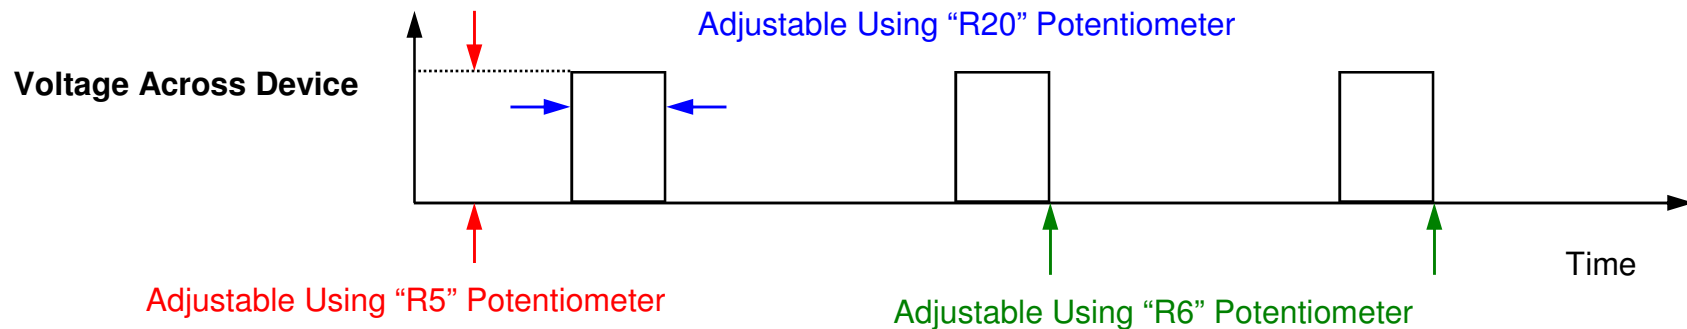 Adjustable Using “R20” Potentiometer
Voltage Across Device
Time
Adjustable Using “R5” Potentiometer
Adjustable Using “R6” Potentiometer